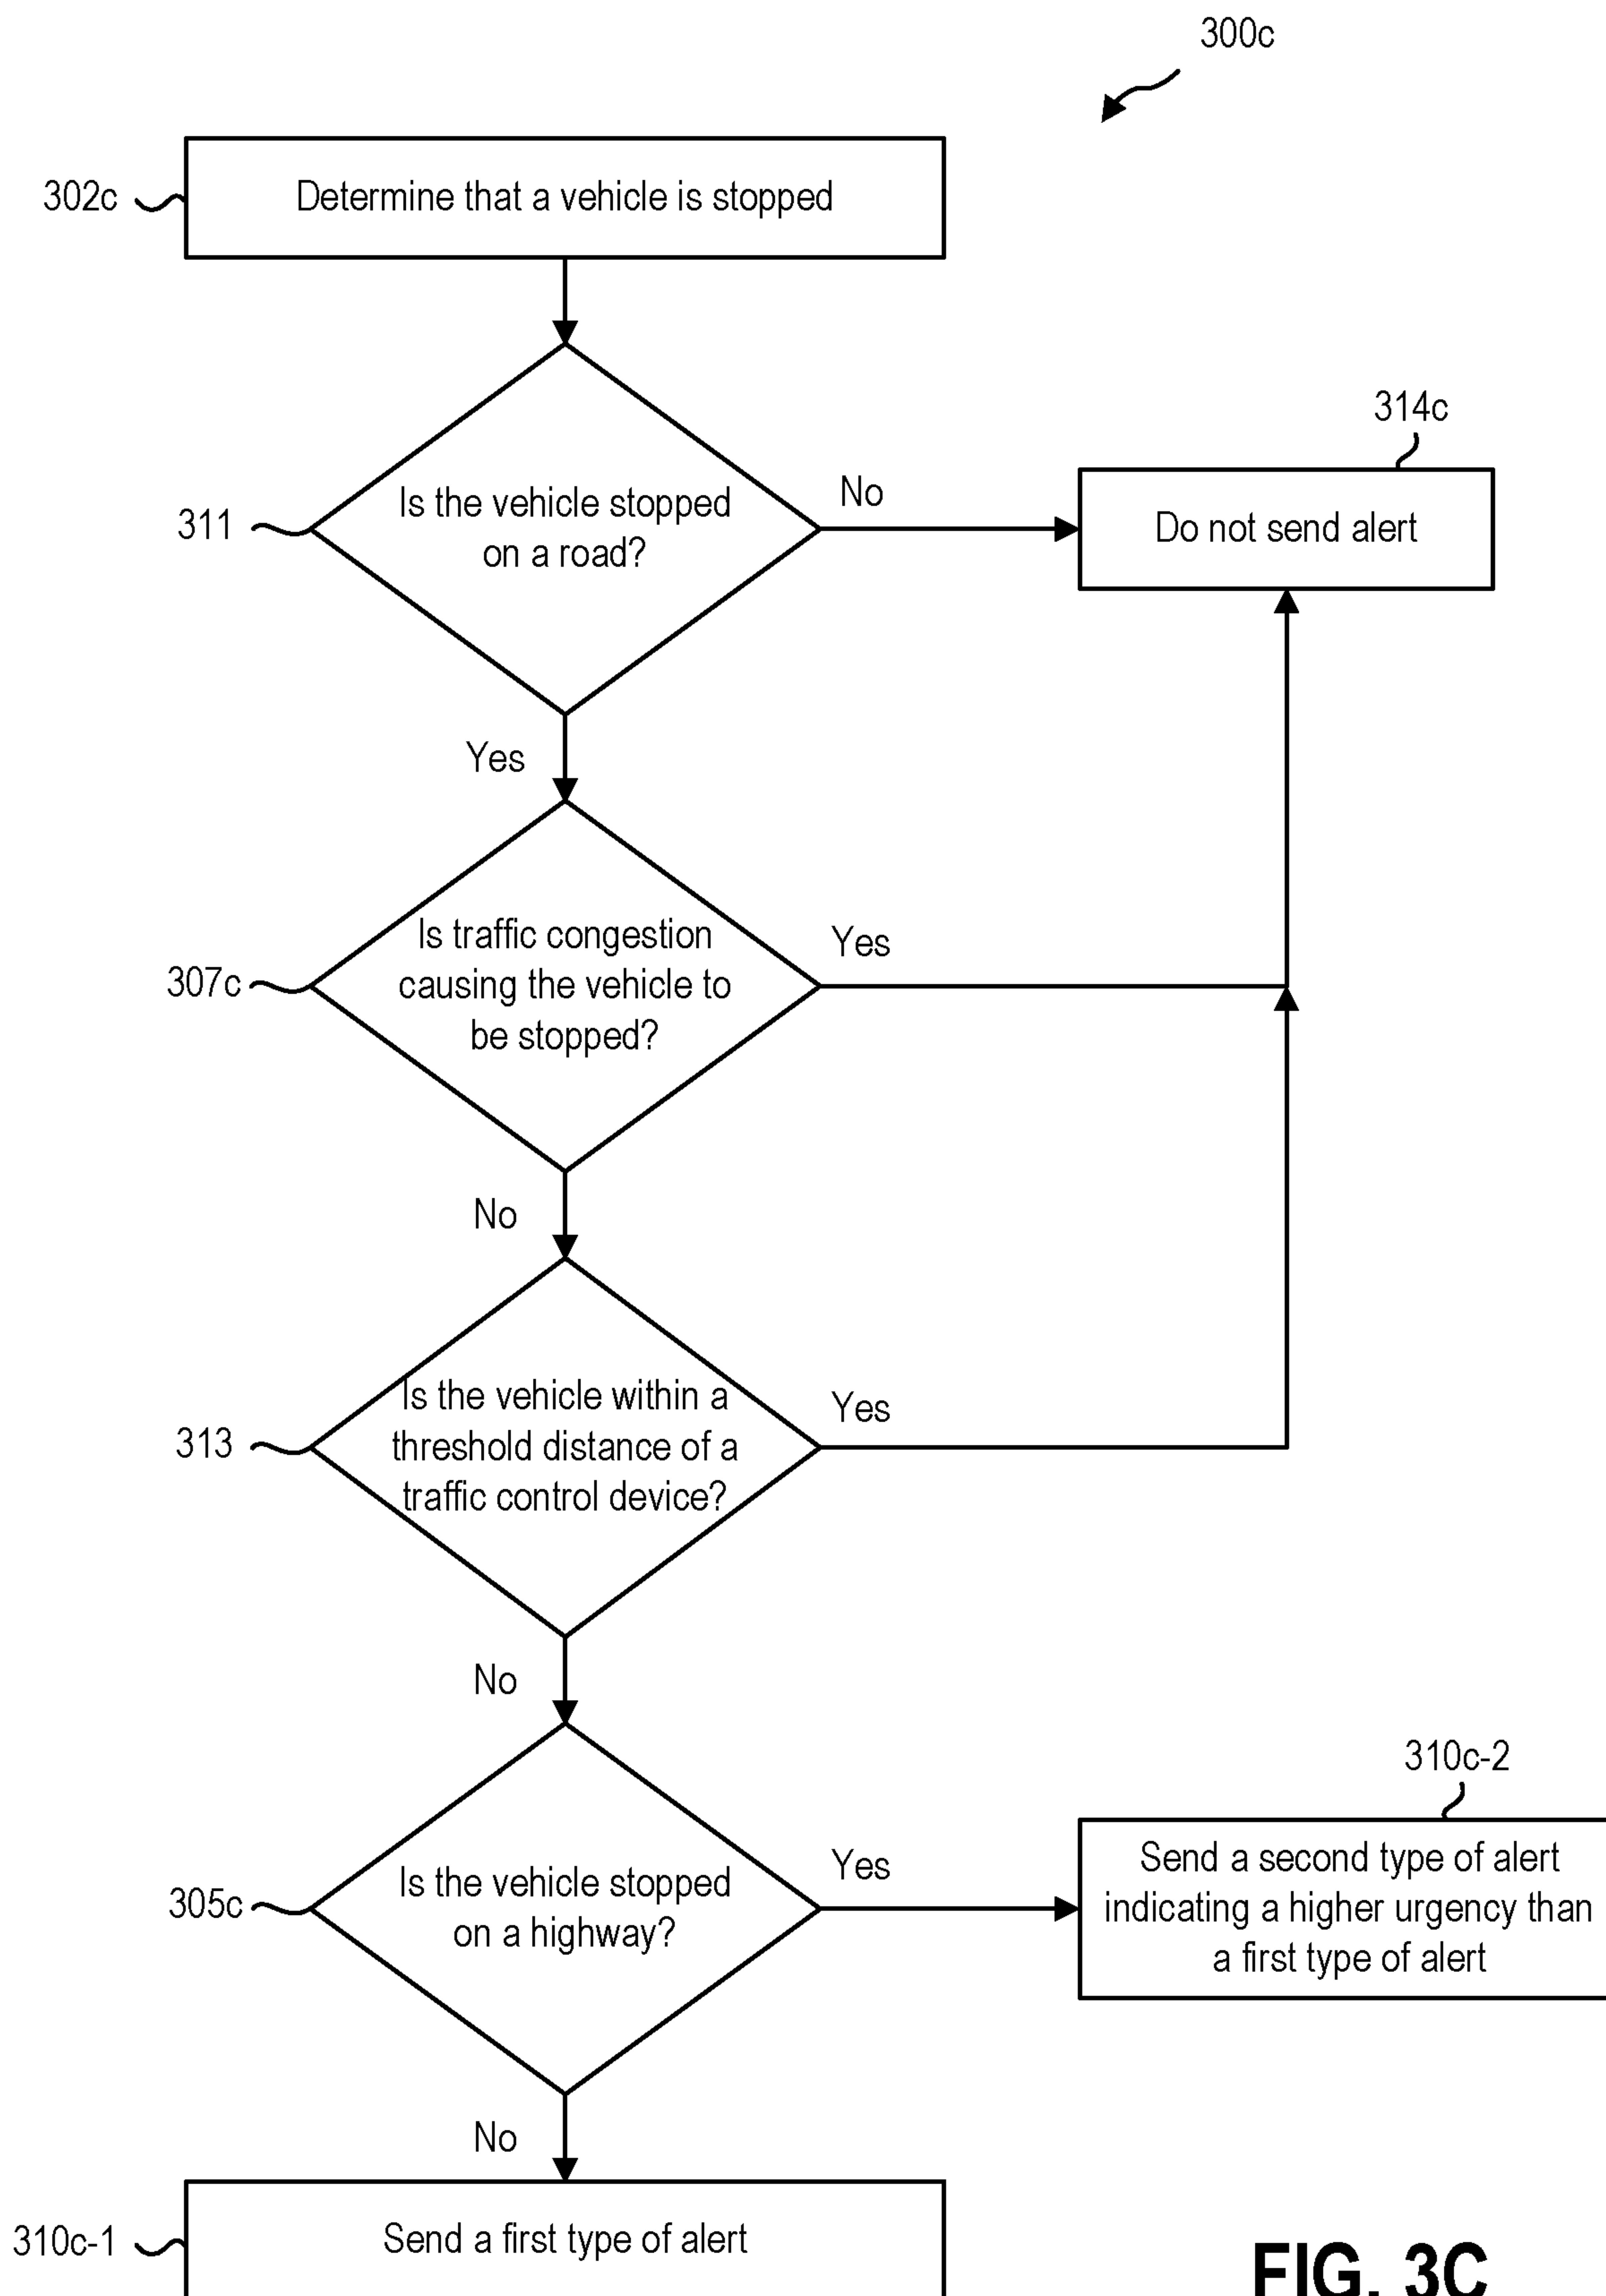 300c
302c
Determine that a vehicle is stopped
314c
311
Is the vehicle stopped
on a road?
No
Do not send alert
Yes
307c
Is traffic congestion
causing the vehicle to
be stopped?
Yes
No
313
Is the vehicle within a
threshold distance of a
traffic control device?
Yes
No
310c-2
305c
Is the vehicle stopped
on a highway?
Yes
Send a second type of alert
indicating a higher urgency than
a first type of alert
No
310c-1
Send a first type of alert
FIG. 3C